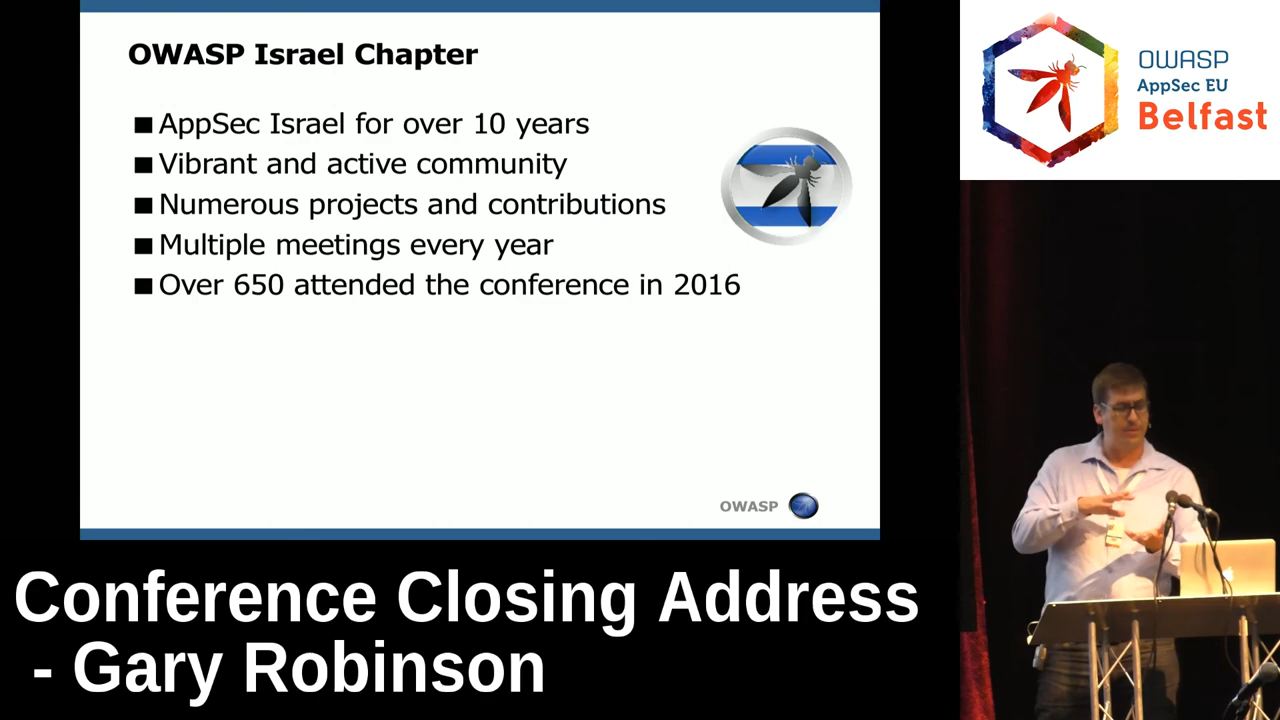 OWASP Israel Chapter
■ AppSec Israel for over 10 years
■ Vibrant and active community
■ Numerous projects and contributions
■ Multiple meetings every year
■ Over 650 attended the conference in 2016
OWASP
OWASP
AppSec EU
Belfast
Conference Closing Address
- Gary Robinson